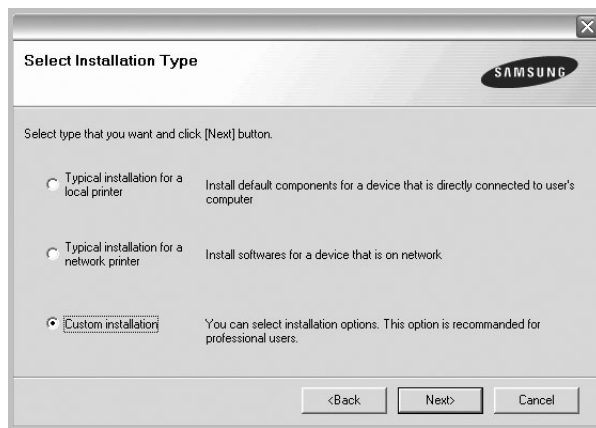 Select Installation Type
SAMSUNG
Select type that you want and click [Next] button.
Typical installation for a
local printer
Install default components for a device that is directly connected to user's
computer
Typical installation for a
network printer
Install softwares for a device that is on network
Custom installation
You can select installation options. This option is recommanded for
professional users.
<Back
Next>
Cancel